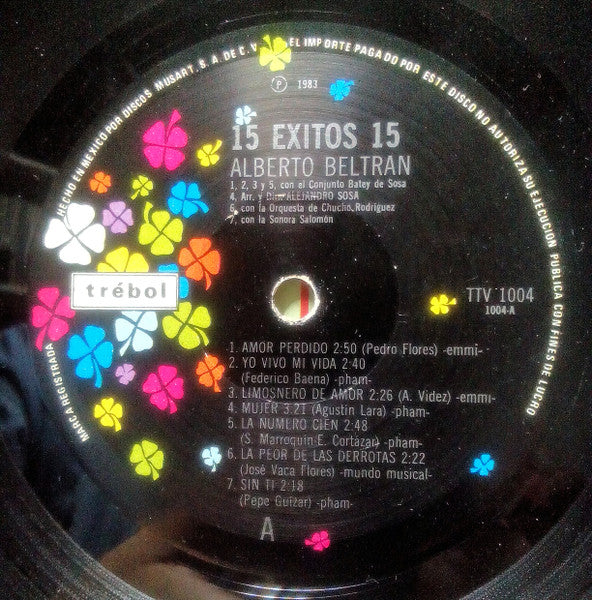 HECHO EN MEXICO POR DISCOS MUSART, S. A. DE C. V. EL IMPORTE PAGADO POR ESTE DISCO NO AUTORIZA SU EJECUCION PUBLICA CON FINES DE LUCRO
Ⓟ 1983
15 EXITOS 15
ALBERTO BELTRAN
1, 2, 3 y 5, con el Conjunto Batey de Sosa
4, Arr. y ALEJANDRO SOSA
6, con la Orquesta de Chucho Rodríguez
7, con la Sonora Salomón
trébol
MARCA REGISTRADA
TTV 1004
1004-A
1. AMOR PERDIDO 2:50 (Pedro Flores) -emmi-
2. YO VIVO MI VIDA 2:40
(Federico Baena) -pham-
3. LIMOSNERO DE AMOR 2:26 (A. Videz) -emmi-
4. MUJER 3.21 (Agustín Lara) -pham-
5. LA NUMERO CIEN 2:48
(S. Marroquín E. Cortázar) -pham-
6. LA PEOR DE LAS DERROTAS 2:22
(José Vaca Flores) -mundo musical-
7. SIN TI 2:18
(Pepe Guízar) -pham-
A